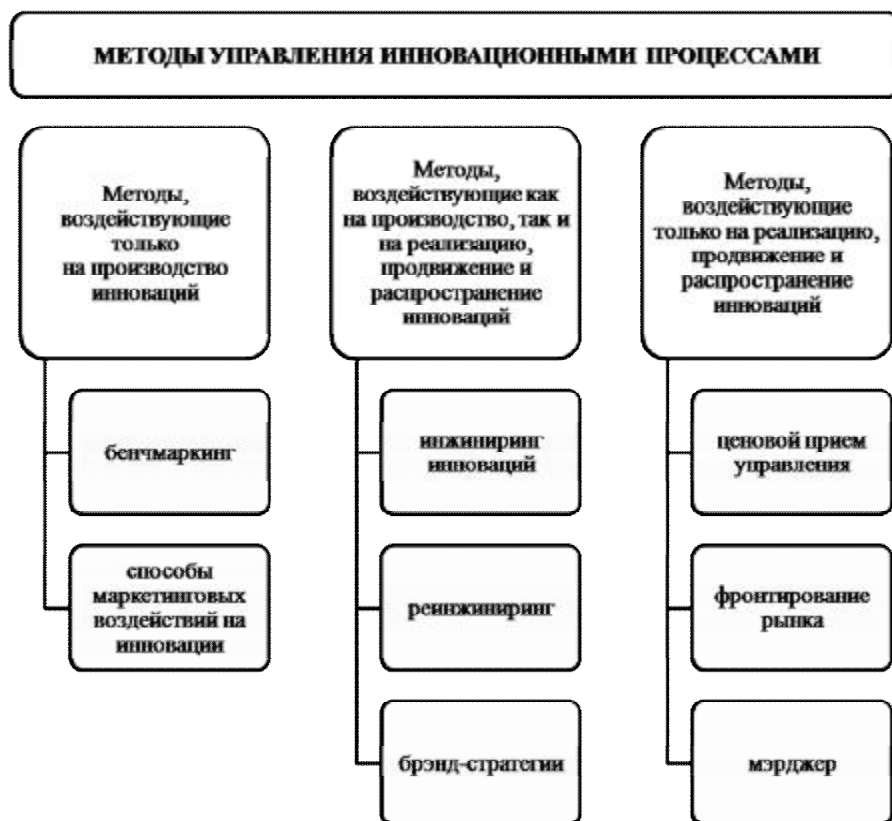 МЕТОДЫ УПРАВЛЕНИЯ ИННОВАЦИОННЫМИ ПРОЦЕССАМИ
Методы,
воздействующие
только
на производство
инноваций
бенчмаркинг
способы
маркетинговых
воздействий на
инновации
Методы,
воздействующие как
на производство, так и
на реализацию,
продвижение и
распространение
инноваций
инжиниринг
инноваций
реинжиниринг
брэнд-стратегии
Методы,
воздействующие
только на реализацию,
продвижение и
распространение
инноваций
ценовой прием
управления
фронтирование
рынка
мэрджер